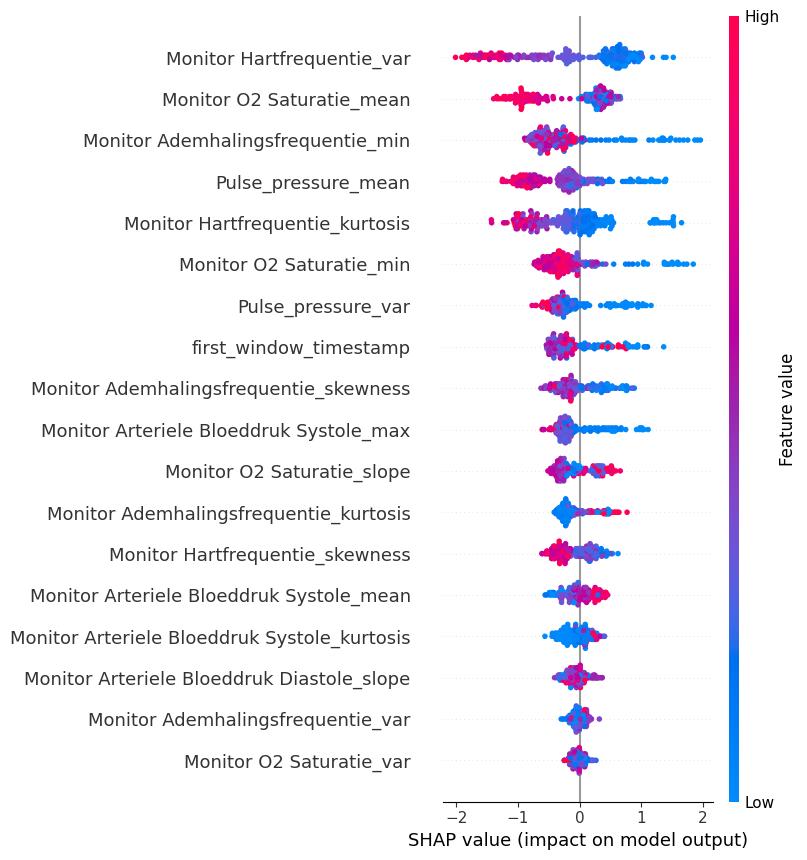 High
Monitor Hartfrequentie_var
Monitor O2 Saturatie_mean
Monitor Ademhalingsfrequentie_min
Pulse_pressure_mean
Monitor Hartfrequentie_kurtosis
Monitor O2 Saturatie_min
Pulse_pressure_var
first_window_timestamp
Monitor Ademhalingsfrequentie_skewness
Monitor Arteriele Bloeddruk Systole_max
Monitor O2 Saturatie_slope
Monitor Ademhalingsfrequentie_kurtosis
Monitor Hartfrequentie_skewness
Monitor Arteriele Bloeddruk Systole_mean
Monitor Arteriele Bloeddruk Systole_kurtosis
Monitor Arteriele Bloeddruk Diastole_slope
Monitor Ademhalingsfrequentie_var
Monitor O2 Saturatie_var
Feature value
Low
−2 −1 0 1 2
SHAP value (impact on model output)